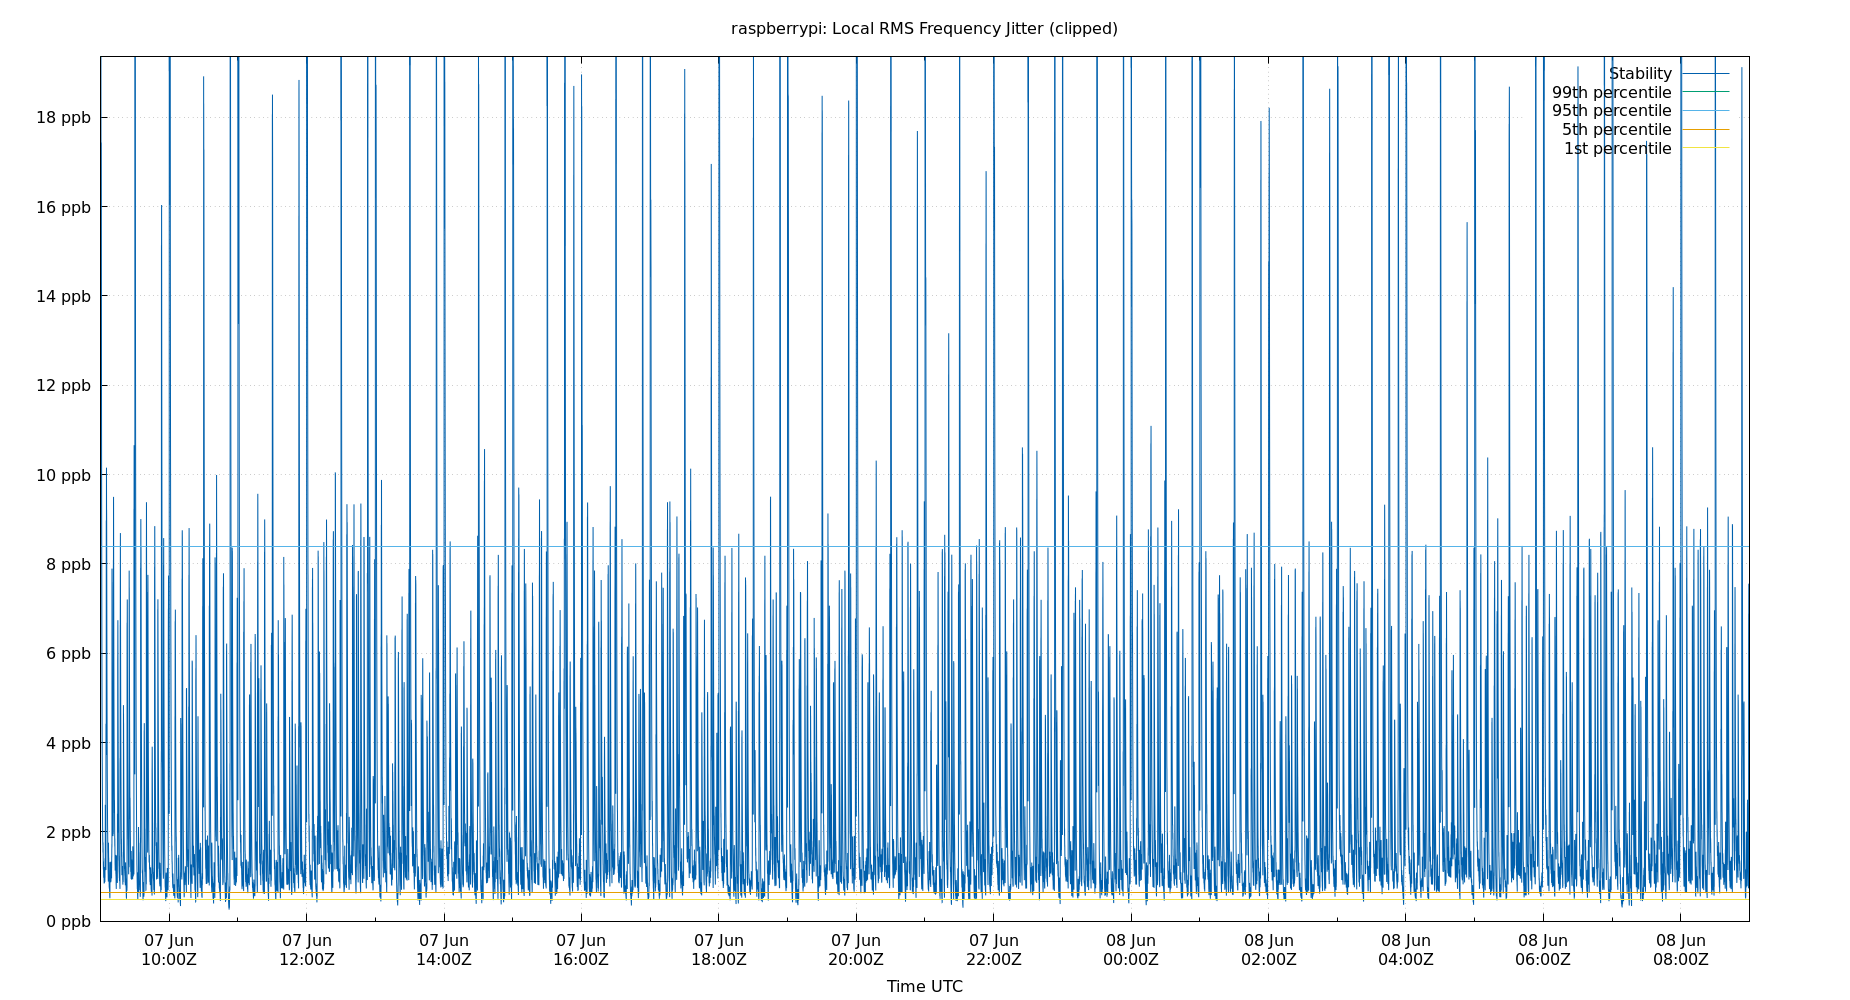 raspberrypi: Local RMS Frequency Jitter (clipped)
Stability
99th percentile
95th percentile
5th percentile
1st percentile
18 ppb
16 ppb
14 ppb
12 ppb
10 ppb
8 ppb
6 ppb
4 ppb
2 ppb
0 ppb
07 Jun 07 Jun 07 Jun 07 Jun 07 Jun 07 Jun 07 Jun 08 Jun 08 Jun 08 Jun 08 Jun 08 Jun
10:00Z 12:00Z 14:00Z 16:00Z 18:00Z 20:00Z 22:00Z 00:00Z 02:00Z 04:00Z 06:00Z 08:00Z
Time UTC